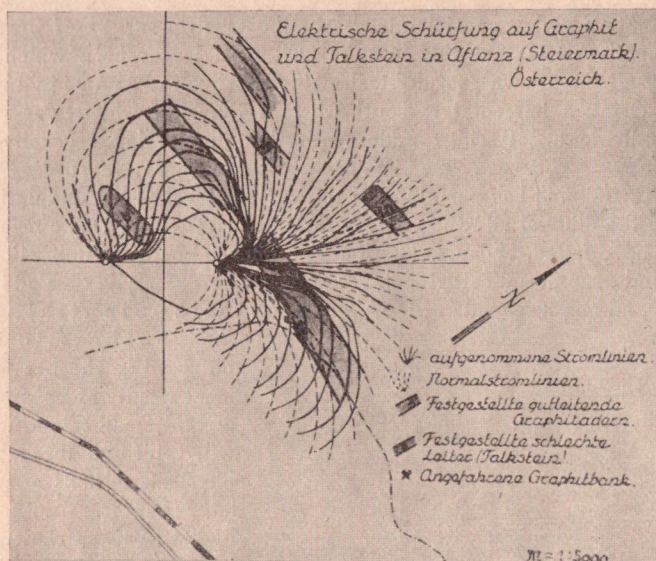 Elektrische Schürfung auf Graphit
und Talkstein in Aflenz (Steiermark).
Österreich.
N
aufgenommene Stromlinien.
Normalstromlinien.
Festgestellte gutleitende
Graphitadern.
Festgestellte schlechte
Leiter (Talkstein).
Angefahrene Graphitbank.
M = 1:5000